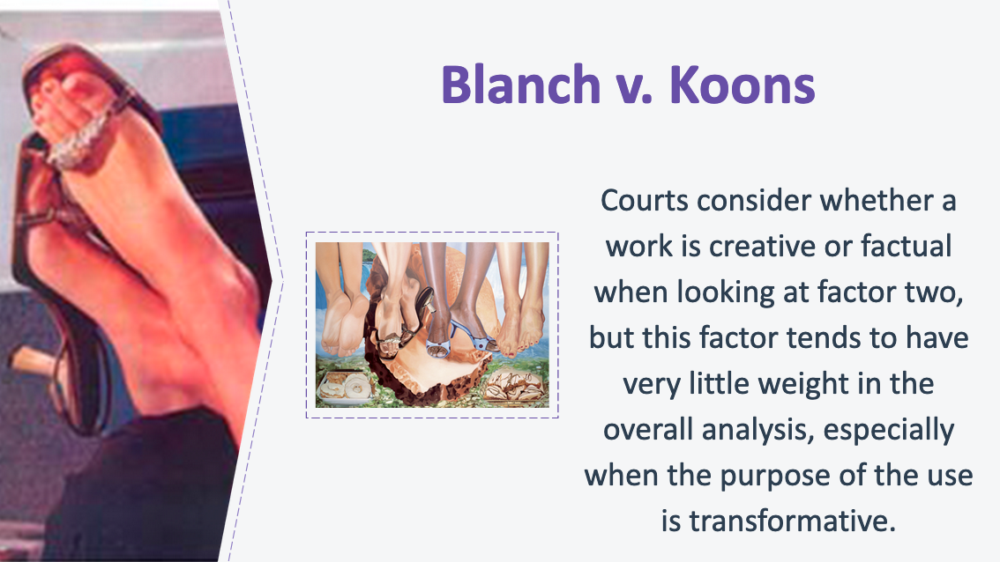 Blanch v. Koons
Courts consider whether a
work is creative or factual
when looking at factor two,
but this factor tends to have
very little weight in the
overall analysis, especially
when the purpose of the use
is transformative.